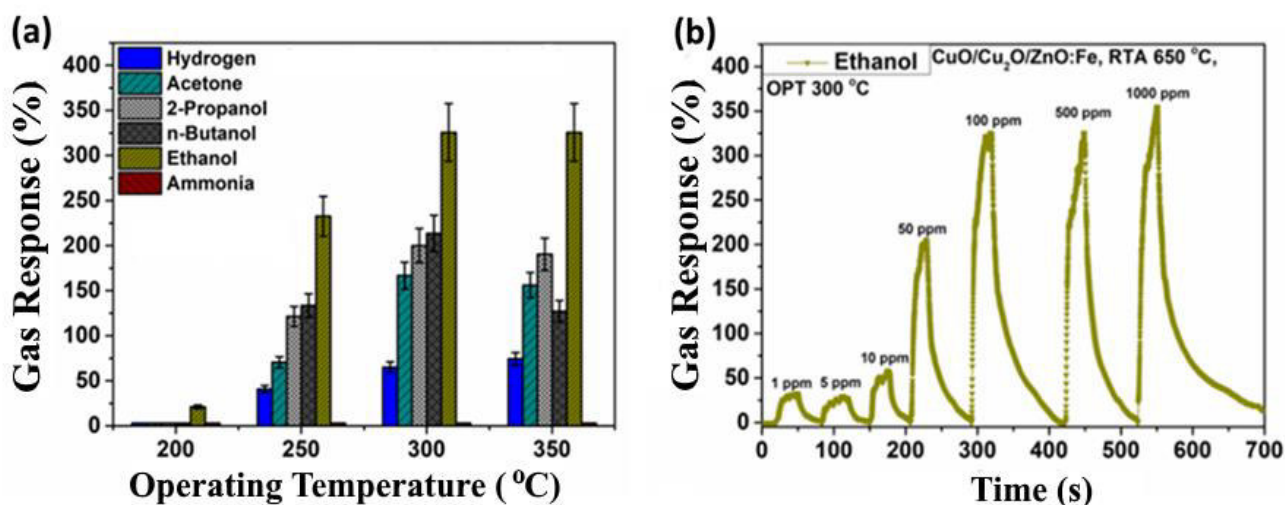 (a)
Hydrogen
Acetone
2-Propanol
n-Butanol
Ethanol
Ammonia
Gas Response (%)
400
350
300
250
200
150
100
50
0
200 250 300 350
Operating Temperature ( ⁰C)
(b)
Ethanol CuO/Cu₂O/ZnO:Fe, RTA 650 °C,
OPT 300 °C
1000 ppm
100 ppm 500 ppm
50 ppm
10 ppm
1 ppm 5 ppm
Gas Response (%)
400
350
300
250
200
150
100
50
0
0 100 200 300 400 500 600 700
Time (s)